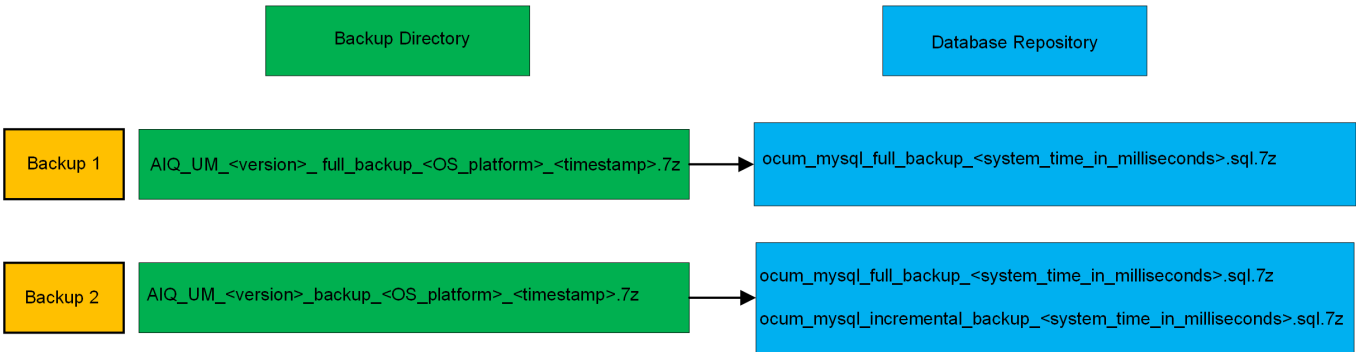 Backup Directory
Database Repository
Backup 1
AIQ_UM_<version>_ full_backup_<OS_platform>_<timestamp>.7z
ocum_mysql_full_backup_<system_time_in_milliseconds>.sql.7z
Backup 2
AIQ_UM_<version>_backup_<OS_platform>_<timestamp>.7z
ocum_mysql_full_backup_<system_time_in_milliseconds>.sql.7z
ocum_mysql_incremental_backup_<system_time_in_milliseconds>.sql.7z